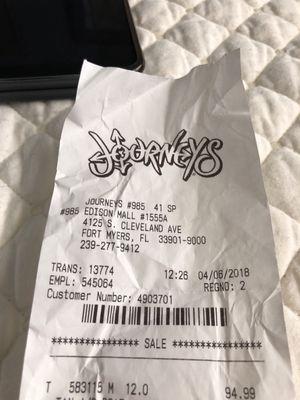 JOURNEYS
JOURNEYS #985 41 SP
#985 EDISON MALL #1555A
4125 S. CLEVELAND AVE
FORT MYERS, FL 33901-9000
239-277-9412
TRANS: 13774 12:26 04/06/2018
EMPL: 545064 REGNO: 2
Customer Number: 4903701
**************** SALE ****************
T 583115 M 12.0 94.99